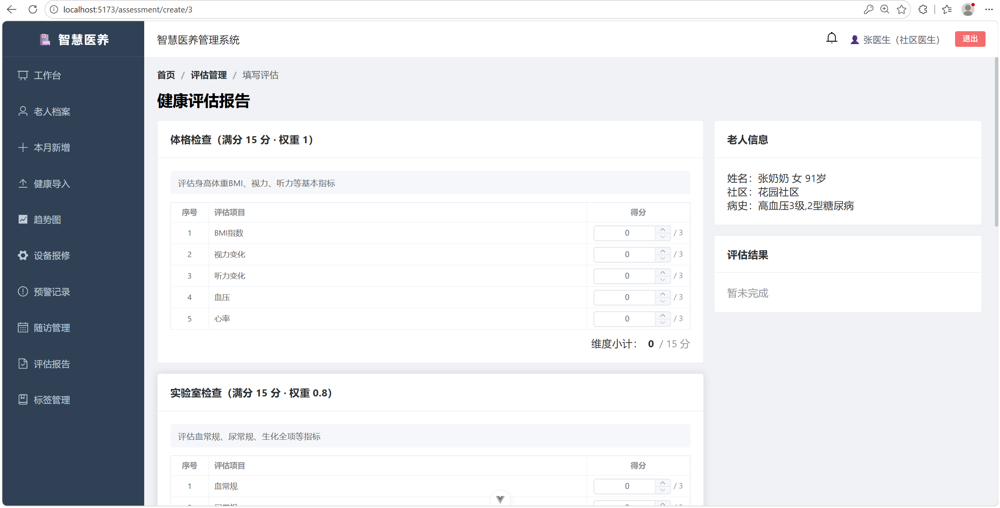 localhost:5173/assessment/create/3
智慧医养
智慧医养管理系统
张医生（社区医生）
退出
工作台
老人档案
本月新增
健康导入
趋势图
设备报修
预警记录
随访管理
评估报告
标签管理
首页 / 评估管理 / 填写评估
健康评估报告
体格检查（满分 15 分 · 权重 1）
评估身高体重BMI、视力、听力等基本指标
序号 评估项目 得分
1 BMI指数 0 / 3
2 视力变化 0 / 3
3 听力变化 0 / 3
4 血压 0 / 3
5 心率 0 / 3
维度小计： 0 / 15 分
实验室检查（满分 15 分 · 权重 0.8）
评估血常规、尿常规、生化全项等指标
序号 评估项目 得分
1 血常规 0 / 3
老人信息
姓名：张奶奶 女 91岁
社区：花园社区
病史：高血压3级,2型糖尿病
评估结果
暂未完成